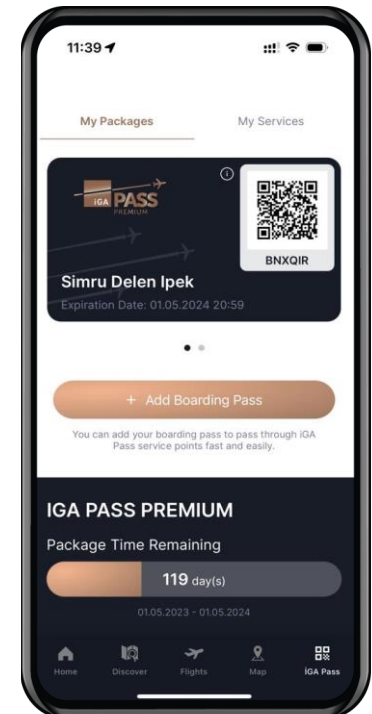 11:39
My Packages
My Services
iGA PASS
PREMIUM
BNXQIR
Simru Delen Ipek
Expiration Date: 01.05.2024 20:59
+ Add Boarding Pass
You can add your boarding pass to pass through iGA
Pass service points fast and easily.
IGA PASS PREMIUM
Package Time Remaining
119 day(s)
01.05.2023 - 01.05.2024
Home
Discover
Flights
Map
İGA Pass